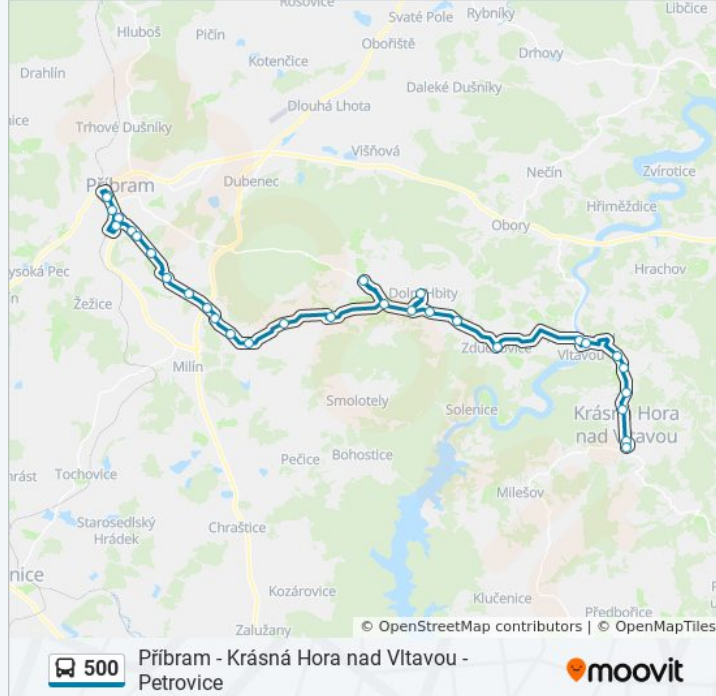 Rosovice
Libčice
Hluboš
Pičín
Svaté Pole
Rybníky
Obořiště
Kotenčice
Drhovy
Drahlín
Daleké Dušníky
Dlouhá Lhota
Trhové Dušníky
Višňová
Nečín
Zvírotice
Příbram
Dubenec
Hřiměždice
Obory
Vysoká Pec
Hrachov
Dolní Hbity
Žežice
Zduchovice
Vltavou
Milín
Smolotely
Solenice
Krásná Hora
nad Vltavou
Pečice
Bohostice
Tochovice
Milešov
Starosedlský
Hrádek
Chraštice
Kozárovice
Klučenice
Předbořice
Zalužany
© OpenStreetMap contributors | © OpenMapTiles
500
Příbram - Krásná Hora nad Vltavou -
Petrovice
moovit